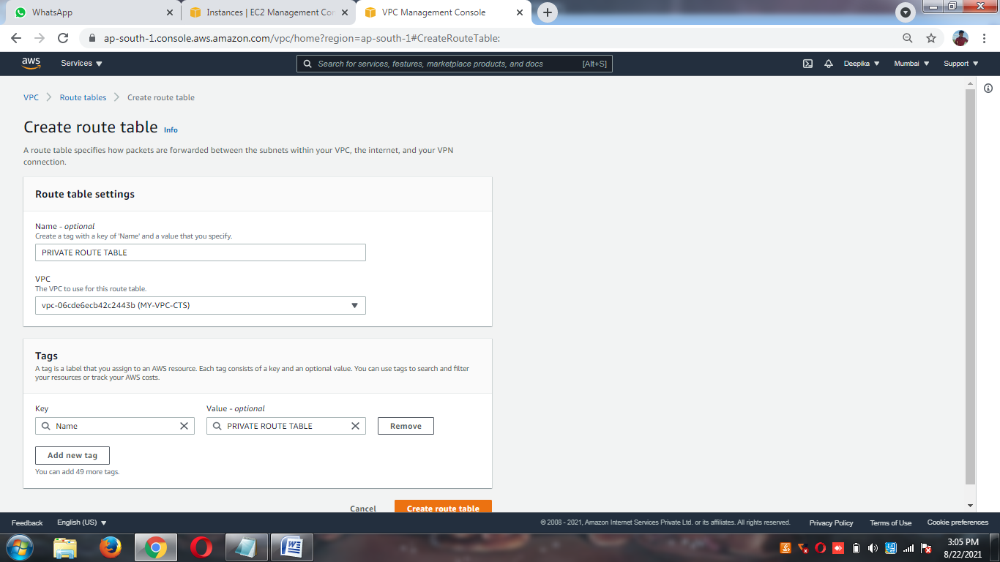 WhatsApp
Instances | EC2 Management Cor
VPC Management Console
ap-south-1.console.aws.amazon.com/vpc/home?region=ap-south-1#CreateRouteTable:
aws
Services
Search for services, features, marketplace products, and docs
[Alt+S]
Deepika
Mumbai
Support
VPC
Route tables
Create route table
Create route table Info
A route table specifies how packets are forwarded between the subnets within your VPC, the internet, and your VPN
connection.
Route table settings
Name - optional
Create a tag with a key of 'Name' and a value that you specify.
PRIVATE ROUTE TABLE
VPC
The VPC to use for this route table.
vpc-06cde6ecb42c2443b (MY-VPC-CTS)
Tags
A tag is a label that you assign to an AWS resource. Each tag consists of a key and an optional value. You can use tags to search and filter
your resources or track your AWS costs.
Key
Value - optional
Name
PRIVATE ROUTE TABLE
Remove
Add new tag
You can add 49 more tags.
Cancel
Create route table
Feedback
English (US)
© 2008 - 2021, Amazon Internet Services Private Ltd. or its affiliates. All rights reserved.
Privacy Policy
Terms of Use
Cookie preferences
3:05 PM
8/22/2021